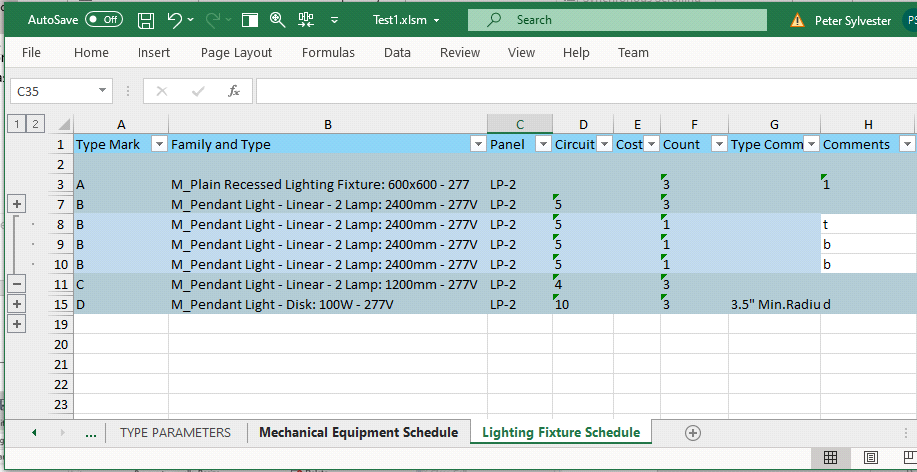 AutoSave Off Test1.xlsm Search Peter Sylvester PS
File Home Insert Page Layout Formulas Data Review View Help Team
C35 fx
1 2 A B C D E F G H
1 Type Mark Family and Type Panel Circuit Cost Count Type Comm Comments
2
3 A M_Plain Recessed Lighting Fixture: 600x600 - 277 LP-2 3 1
7 B M_Pendant Light - Linear - 2 Lamp: 2400mm - 277V LP-2 5 3
8 B M_Pendant Light - Linear - 2 Lamp: 2400mm - 277V LP-2 5 1 t
9 B M_Pendant Light - Linear - 2 Lamp: 2400mm - 277V LP-2 5 1 b
10 B M_Pendant Light - Linear - 2 Lamp: 2400mm - 277V LP-2 5 1 b
11 C M_Pendant Light - Linear - 2 Lamp: 1200mm - 277V LP-2 4 3
15 D M_Pendant Light - Disk: 100W - 277V LP-2 10 3 3.5" Min.Radiu d
19
20
21
22
23
... TYPE PARAMETERS Mechanical Equipment Schedule Lighting Fixture Schedule